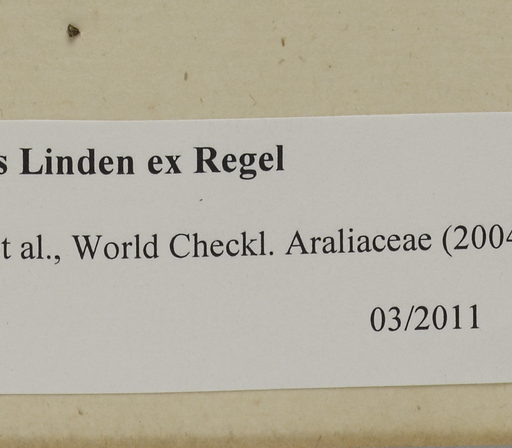 s Linden ex Regel
t al., World Checkl. Araliaceae (2004
03/2011